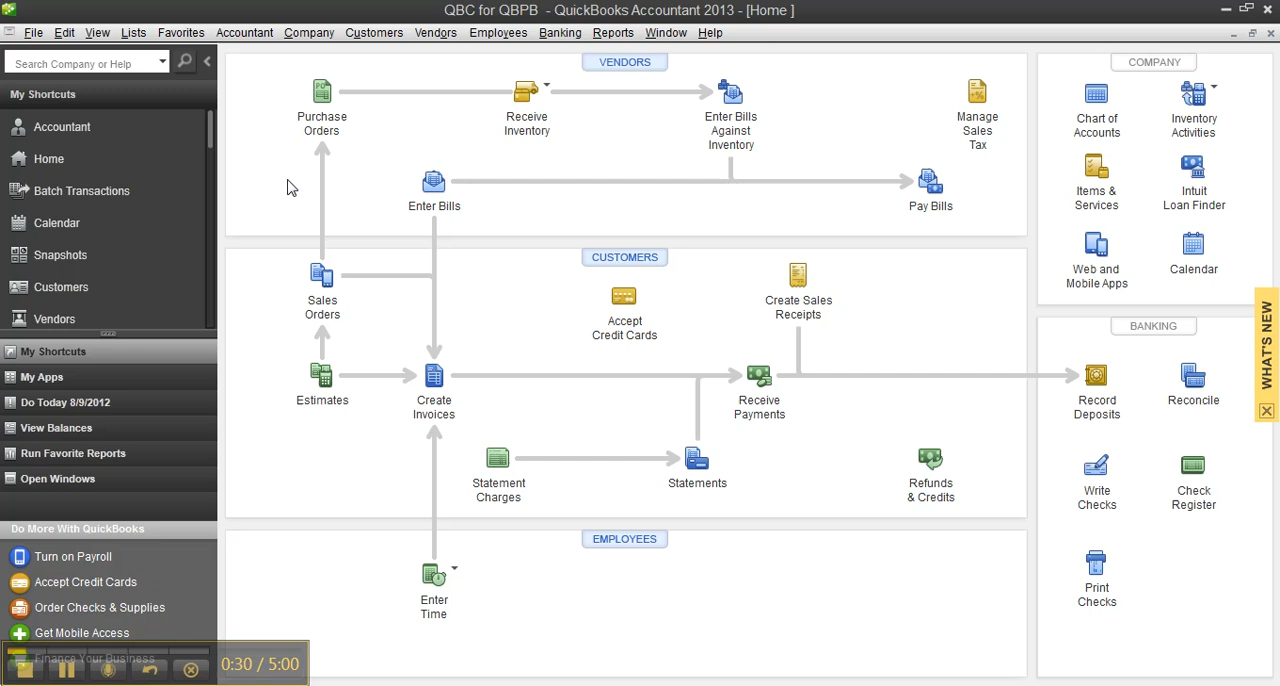 QBC for QBPB - QuickBooks Accountant 2013 - [Home ]
File Edit View Lists Favorites Accountant Company Customers Vendors Employees Banking Reports Window Help
Search Company or Help
My Shortcuts
Accountant
Home
Batch Transactions
Calendar
Snapshots
Customers
Vendors
My Shortcuts
My Apps
Do Today 8/9/2012
View Balances
Run Favorite Reports
Open Windows
Do More With QuickBooks
Turn on Payroll
Accept Credit Cards
Order Checks & Supplies
Get Mobile Access
Finance Your Business
0:30 / 5:00
VENDORS
Purchase
Orders
Receive
Inventory
Enter Bills
Against
Inventory
Manage
Sales
Tax
Enter Bills
Pay Bills
CUSTOMERS
Sales
Orders
Accept
Credit Cards
Create Sales
Receipts
Estimates
Create
Invoices
Receive
Payments
Statement
Charges
Statements
Refunds
& Credits
EMPLOYEES
Enter
Time
COMPANY
Chart of
Accounts
Inventory
Activities
Items &
Services
Intuit
Loan Finder
Web and
Mobile Apps
Calendar
BANKING
Record
Deposits
Reconcile
Write
Checks
Check
Register
Print
Checks
WHAT'S NEW